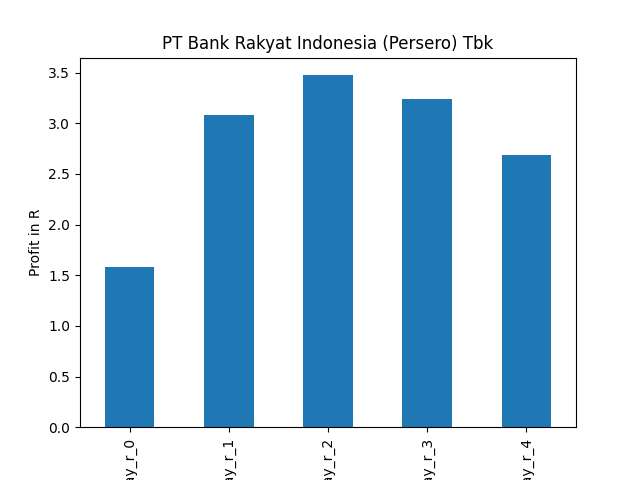 PT Bank Rakyat Indonesia (Persero) Tbk
Profit in R
3.5
3.0
2.5
2.0
1.5
1.0
0.5
0.0
ay_r_0
ay_r_1
ay_r_2
ay_r_3
ay_r_4